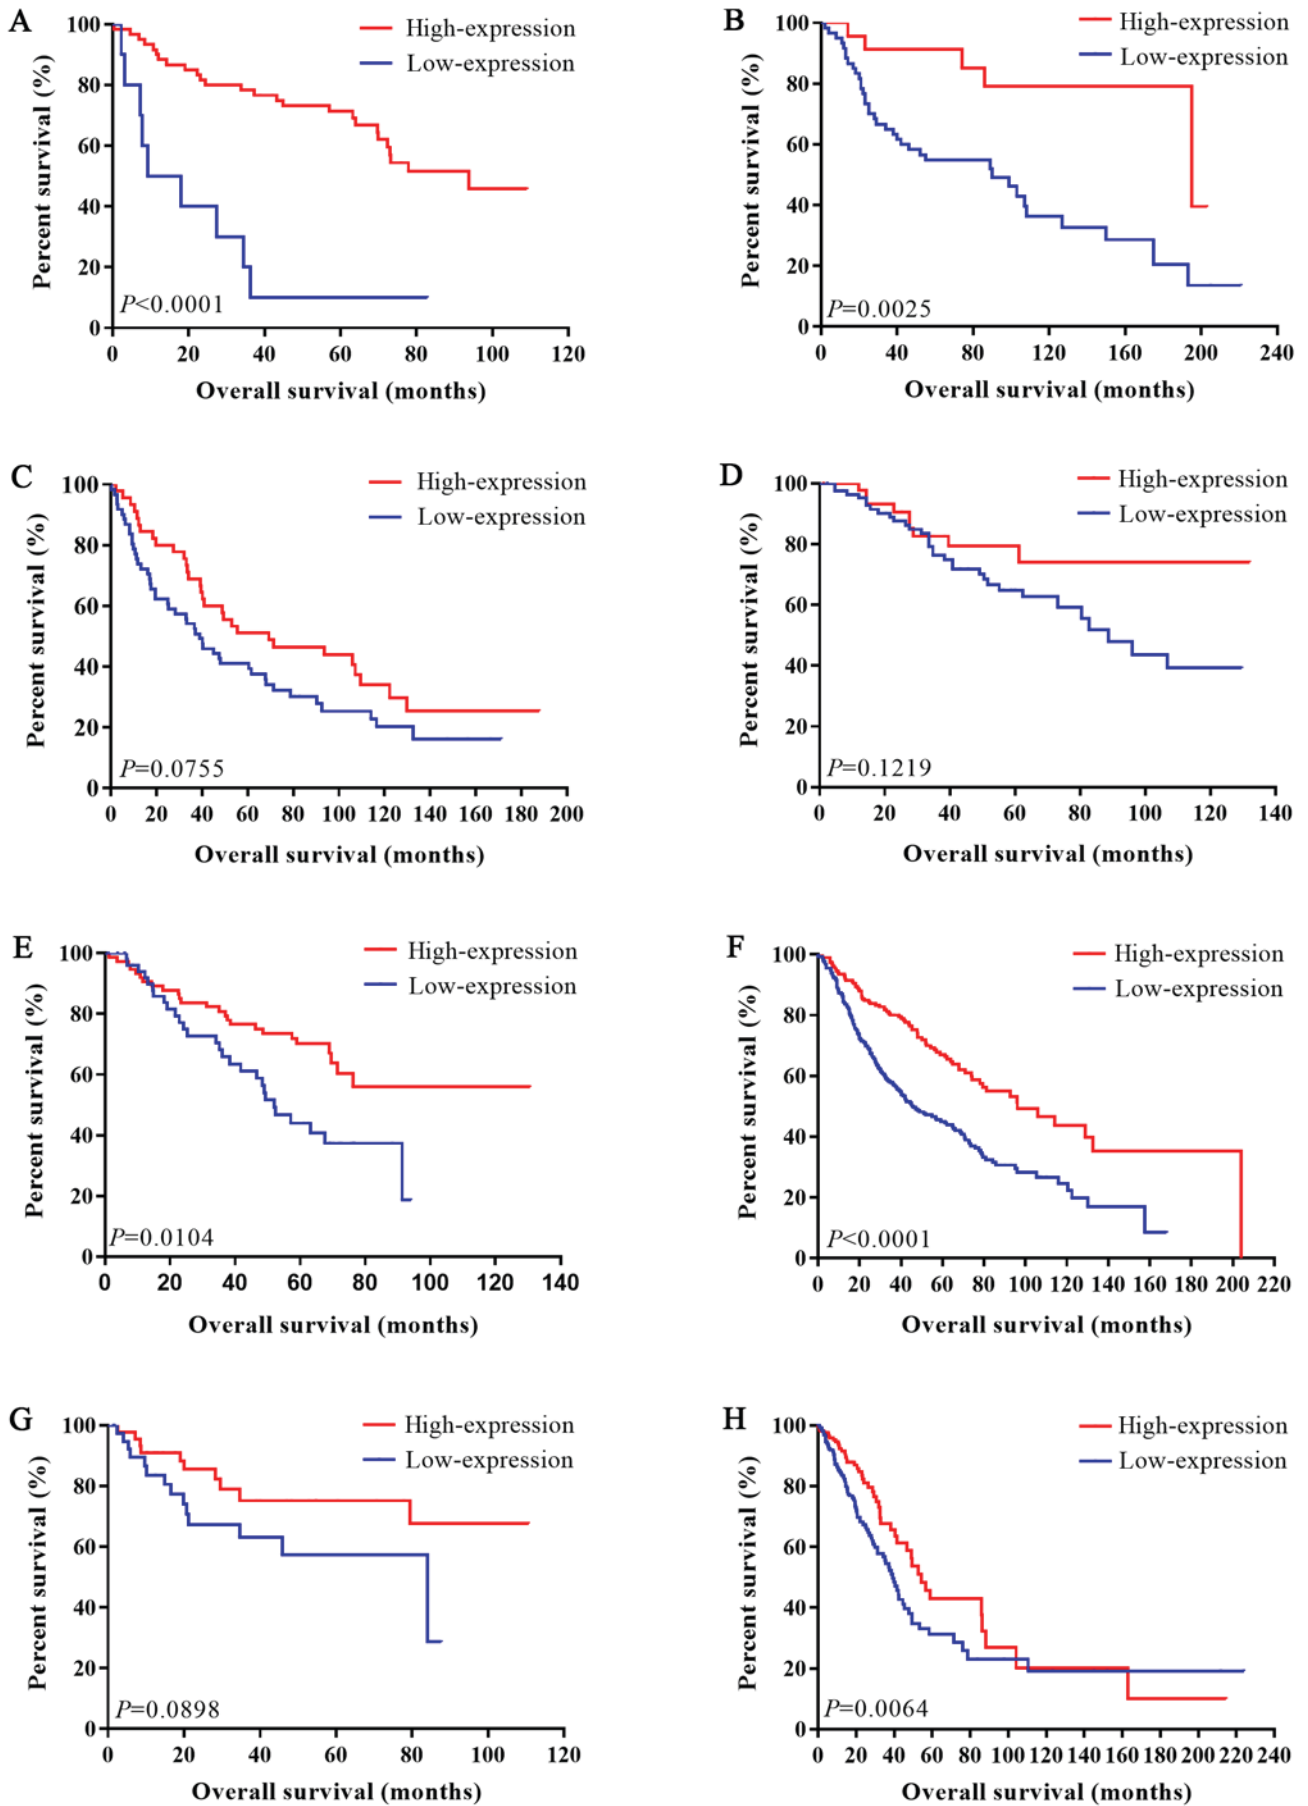 A
High-expression
Low-expression
Percent survival (%)
100
80
60
40
20
0
P<0.0001
0 20 40 60 80 100 120
Overall survival (months)
B
High-expression
Low-expression
Percent survival (%)
100
80
60
40
20
0
P=0.0025
0 40 80 120 160 200 240
Overall survival (months)
C
High-expression
Low-expression
Percent survival (%)
100
80
60
40
20
0
P=0.0755
0 20 40 60 80 100 120 140 160 180 200
Overall survival (months)
D
High-expression
Low-expression
Percent survival (%)
100
80
60
40
20
0
P=0.1219
0 20 40 60 80 100 120 140
Overall survival (months)
E
High-expression
Low-expression
Percent survival (%)
100
80
60
40
20
0
P=0.0104
0 20 40 60 80 100 120 140
Overall survival (months)
F
High-expression
Low-expression
Percent survival (%)
100
80
60
40
20
0
P<0.0001
0 20 40 60 80 100 120 140 160 180 200 220
Overall survival (months)
G
High-expression
Low-expression
Percent survival (%)
100
80
60
40
20
0
P=0.0898
0 20 40 60 80 100 120
Overall survival (months)
H
High-expression
Low-expression
Percent survival (%)
100
80
60
40
20
0
P=0.0064
0 20 40 60 80 100 120 140 160 180 200 220 240
Overall survival (months)